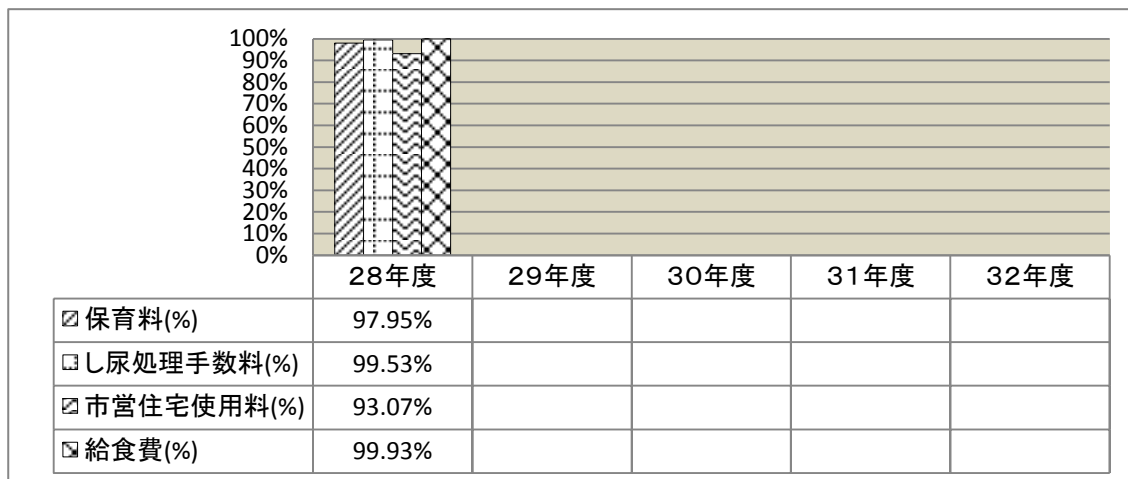 100%
90%
80%
70%
60%
50%
40%
30%
20%
10%
0%
２８年度 ２９年度 ３０年度 ３１年度 ３２年度
保育料(%) 97.95%
し尿処理手数料(%) 99.53%
市営住宅使用料(%) 93.07%
給食費(%) 99.93%